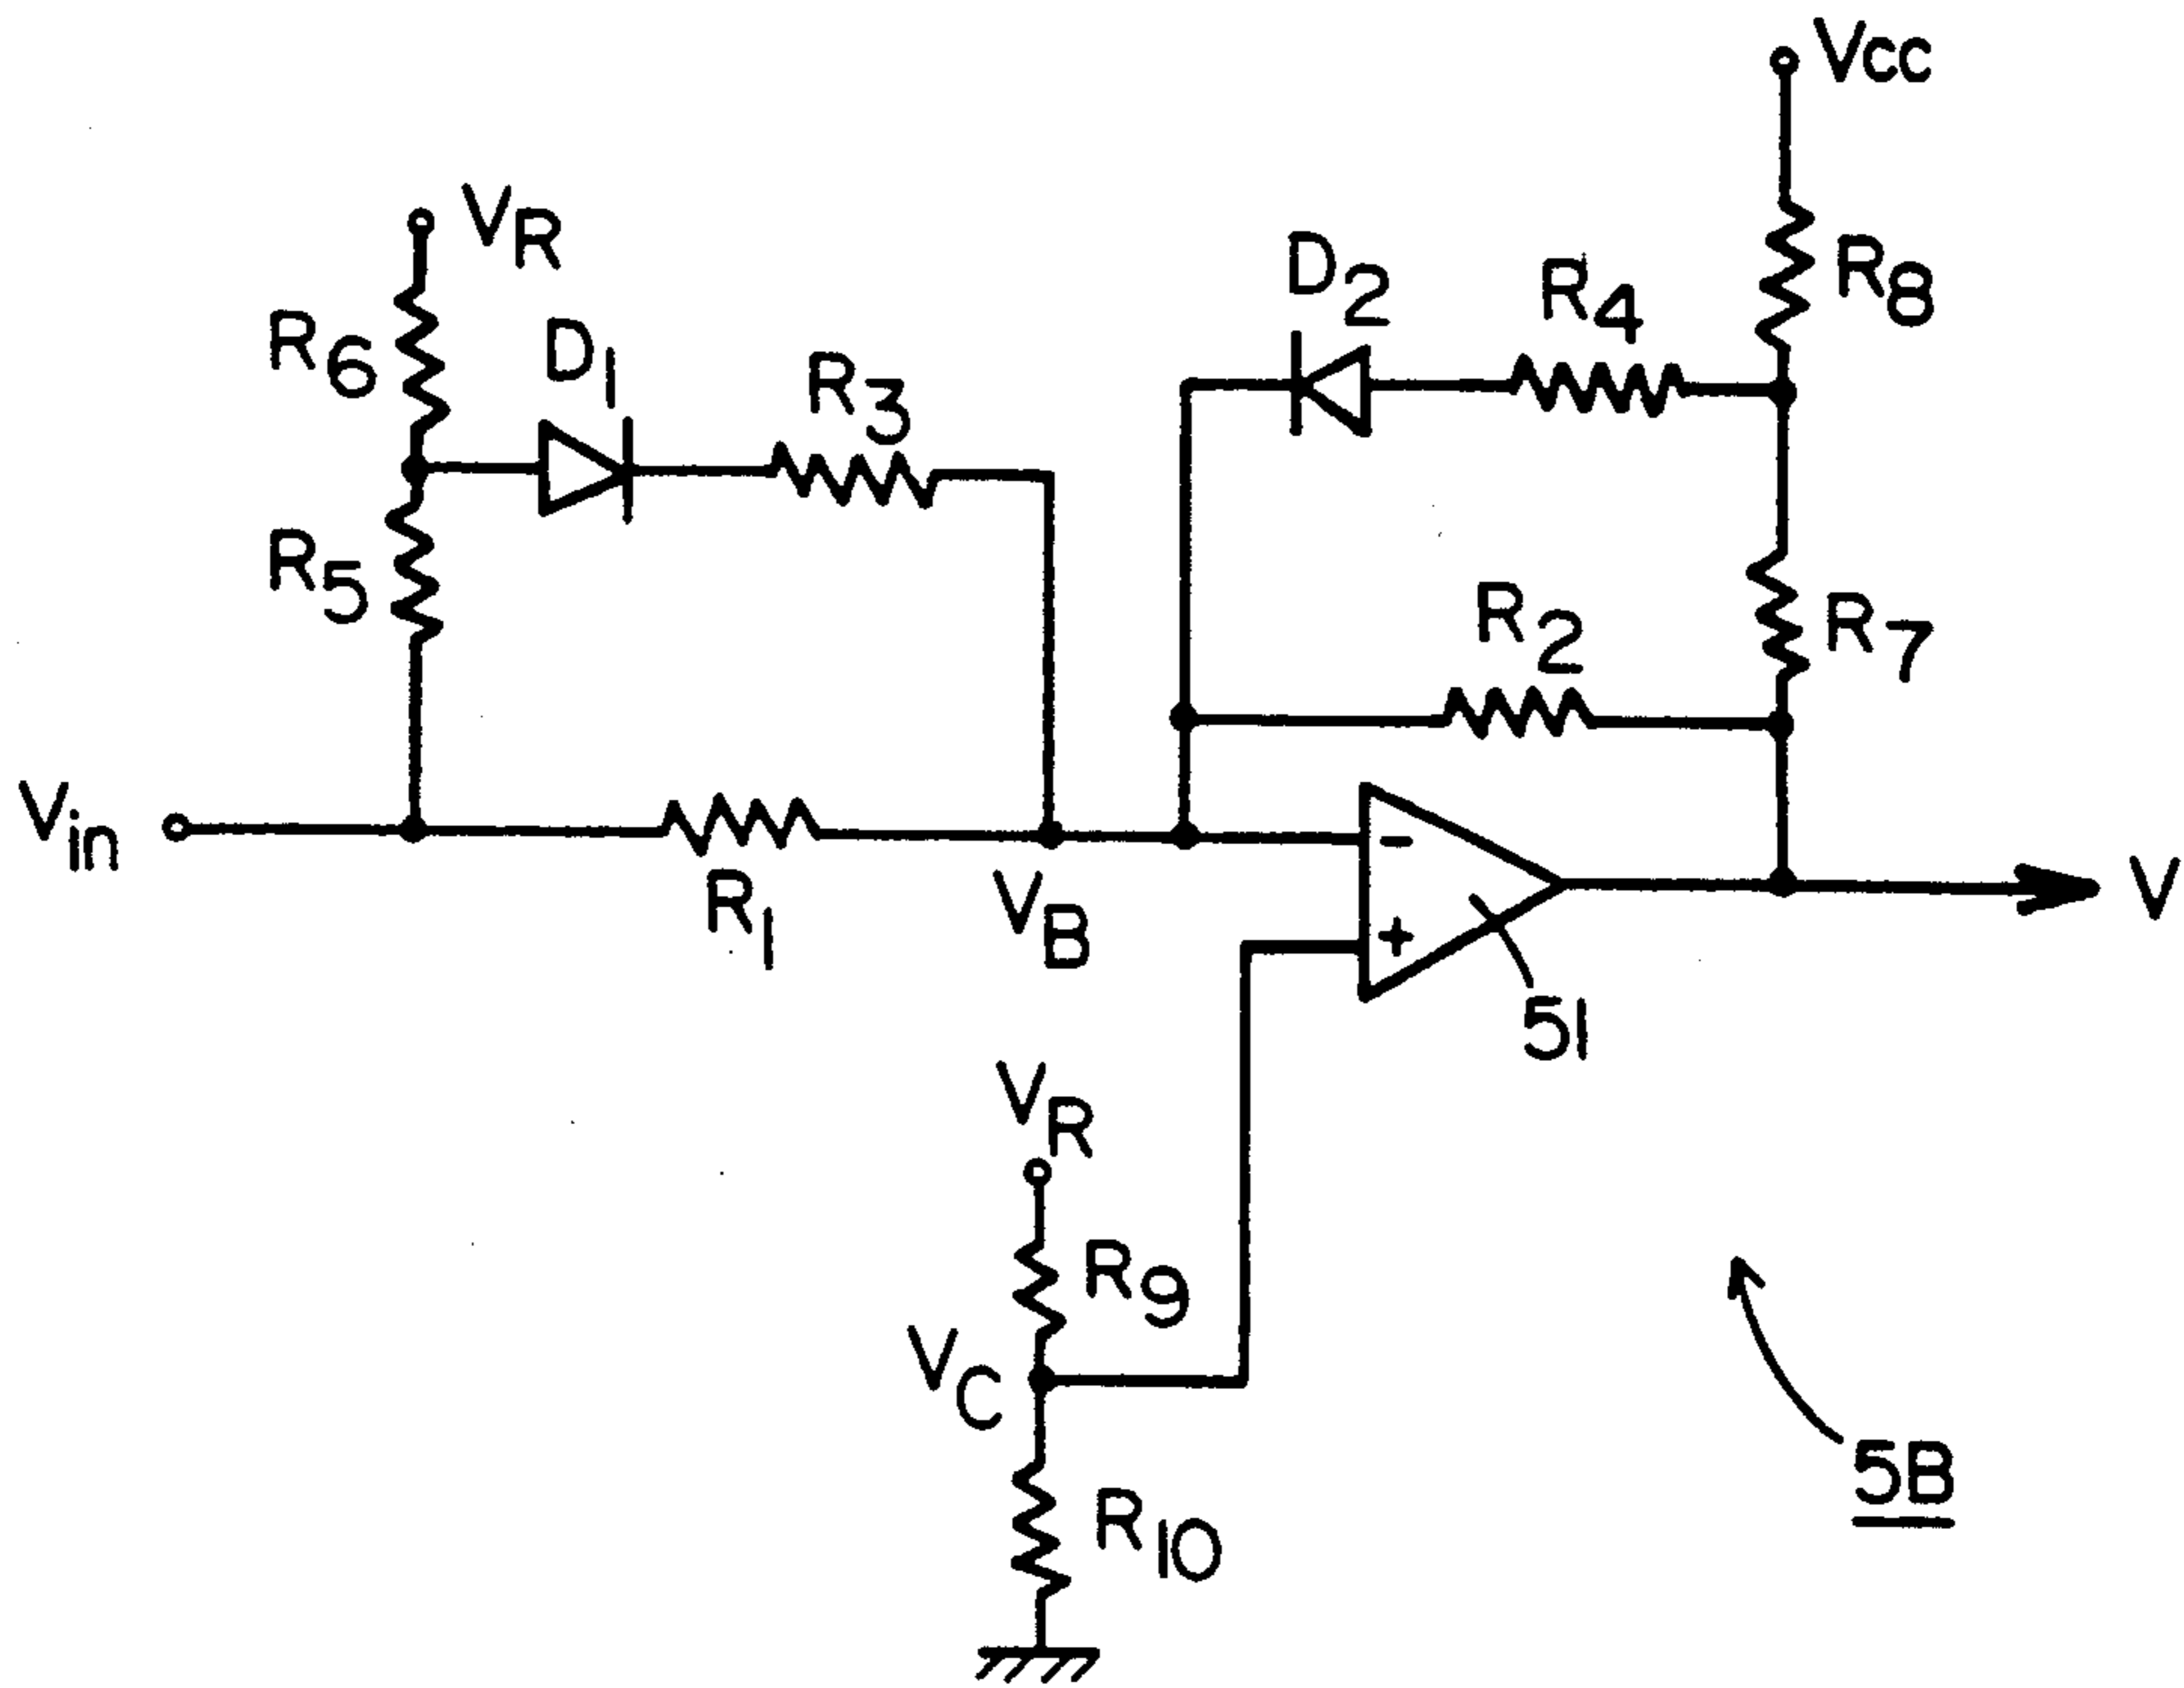 Vcc
VR
R8
D2
R4
R6
D1
R3
R5
R2
R7
Vin
V
R1
VB
51
VR
R9
VC
5B
R10
-
+